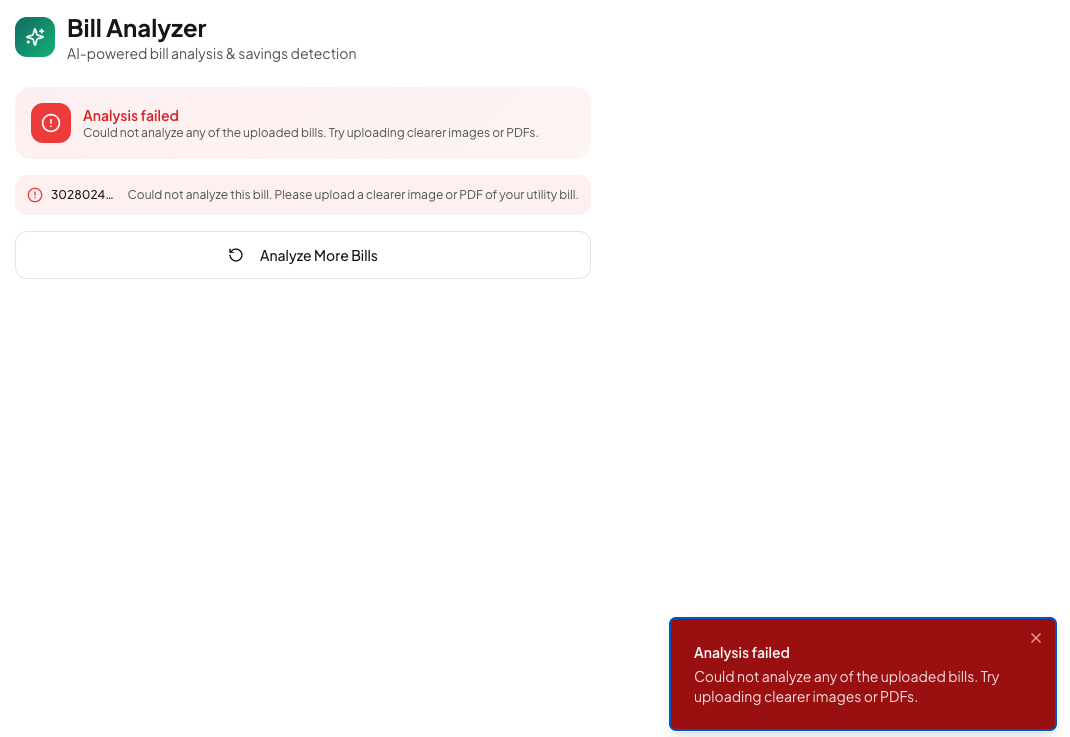 Bill Analyzer
AI-powered bill analysis & savings detection
Analysis failed
Could not analyze any of the uploaded bills. Try uploading clearer images or PDFs.
3028024… Could not analyze this bill. Please upload a clearer image or PDF of your utility bill.
Analyze More Bills
Analysis failed
Could not analyze any of the uploaded bills. Try
uploading clearer images or PDFs.